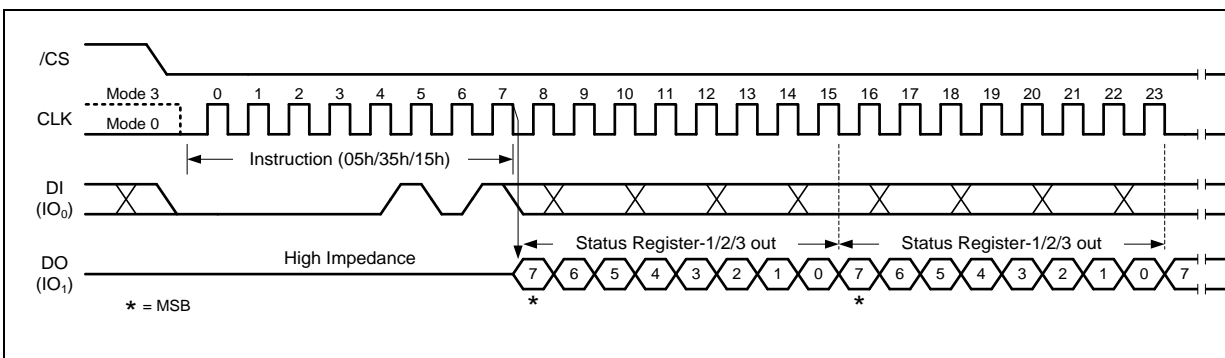 /CS
Mode 3 0 1 2 3 4 5 6 7 8 9 10 11 12 13 14 15 16 17 18 19 20 21 22 23
CLK
Mode 0
Instruction (05h/35h/15h)
DI
(IO0)
Status Register-1/2/3 out Status Register-1/2/3 out
High Impedance
DO 7 6 5 4 3 2 1 0 7 6 5 4 3 2 1 0 7
(IO1)
* *
* = MSB